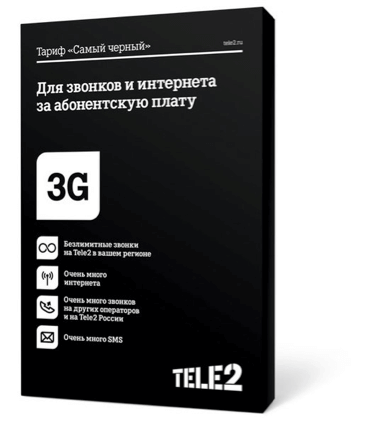 Тариф «Самый черный»
tele2.ru
Для звонков и интернета
за абонентскую плату
3G
Безлимитные звонки
на Tele2 в вашем регионе
Очень много
интернета
Очень много звонков
на других операторов
и на Tele2 России
Очень много SMS
TELE2